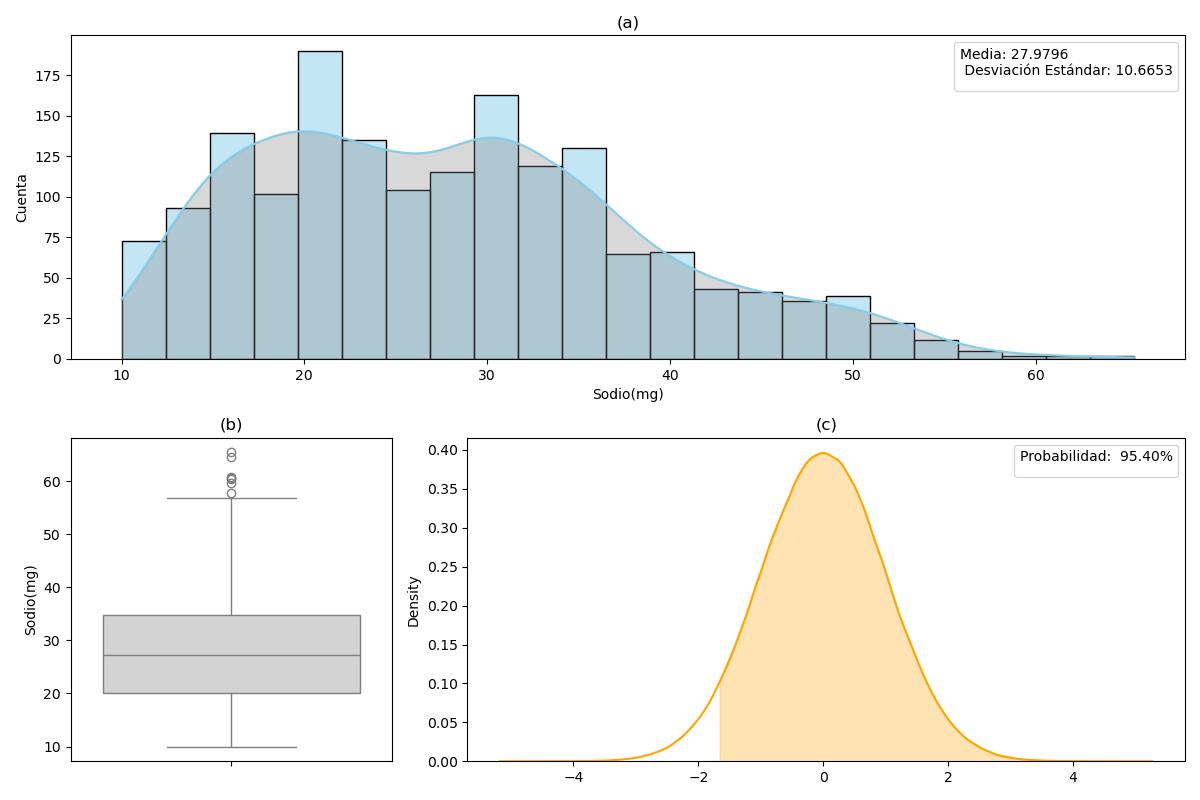 (a)
Media: 27.9796
Desviación Estándar: 10.6653
Cuenta
175
150
125
100
75
50
25
0
10 20 30 40 50 60
Sodio(mg)
(b)
Sodio(mg)
60
50
40
30
20
10
(c)
Probabilidad: 95.40%
Density
0.40
0.35
0.30
0.25
0.20
0.15
0.10
0.05
0.00
−4 −2 0 2 4